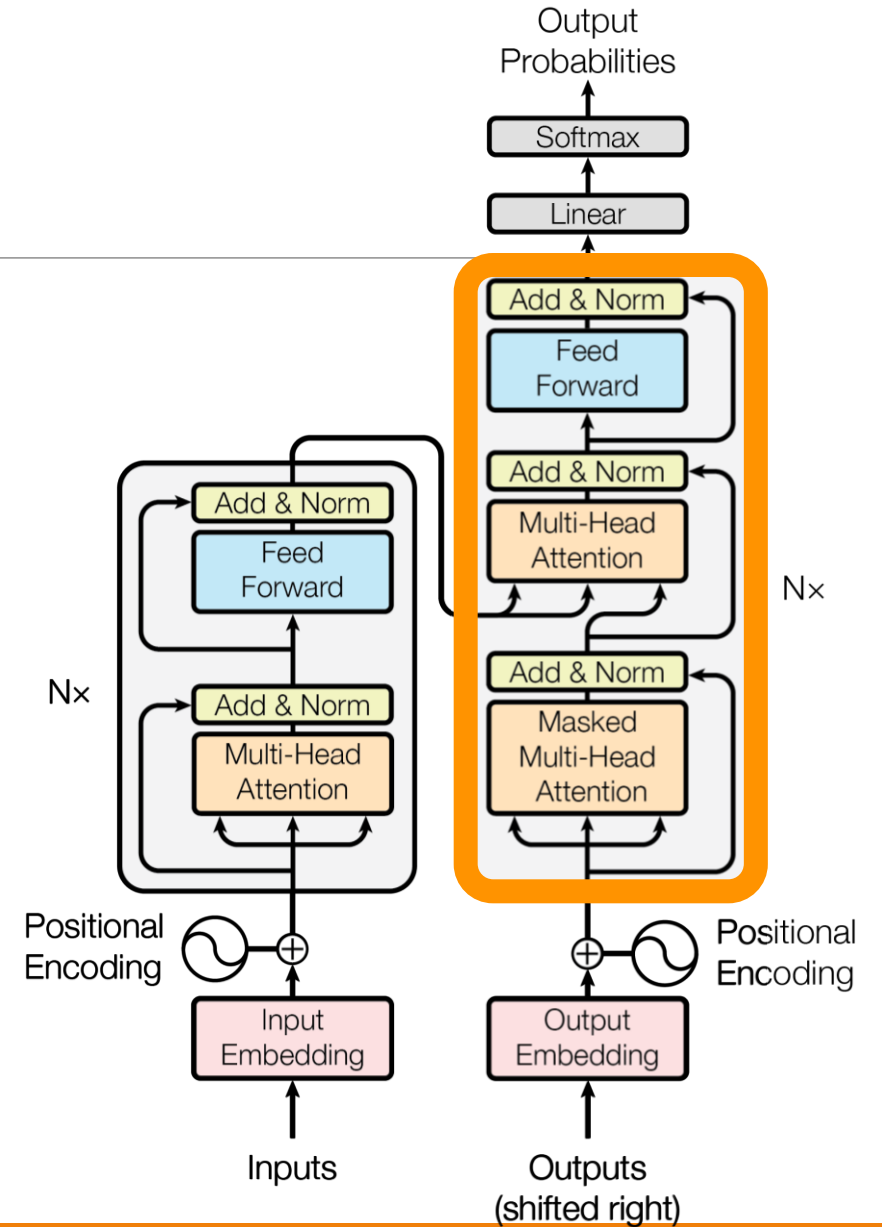 Output
Probabilities
Softmax
Linear
Add & Norm
Feed
Forward
Add & Norm
Multi-Head
Attention
Add & Norm
Masked
Multi-Head
Attention
N×
Add & Norm
Feed
Forward
Add & Norm
Multi-Head
Attention
N×
Positional
Encoding
Positional
Encoding
Input
Embedding
Output
Embedding
Inputs
Outputs
(shifted right)